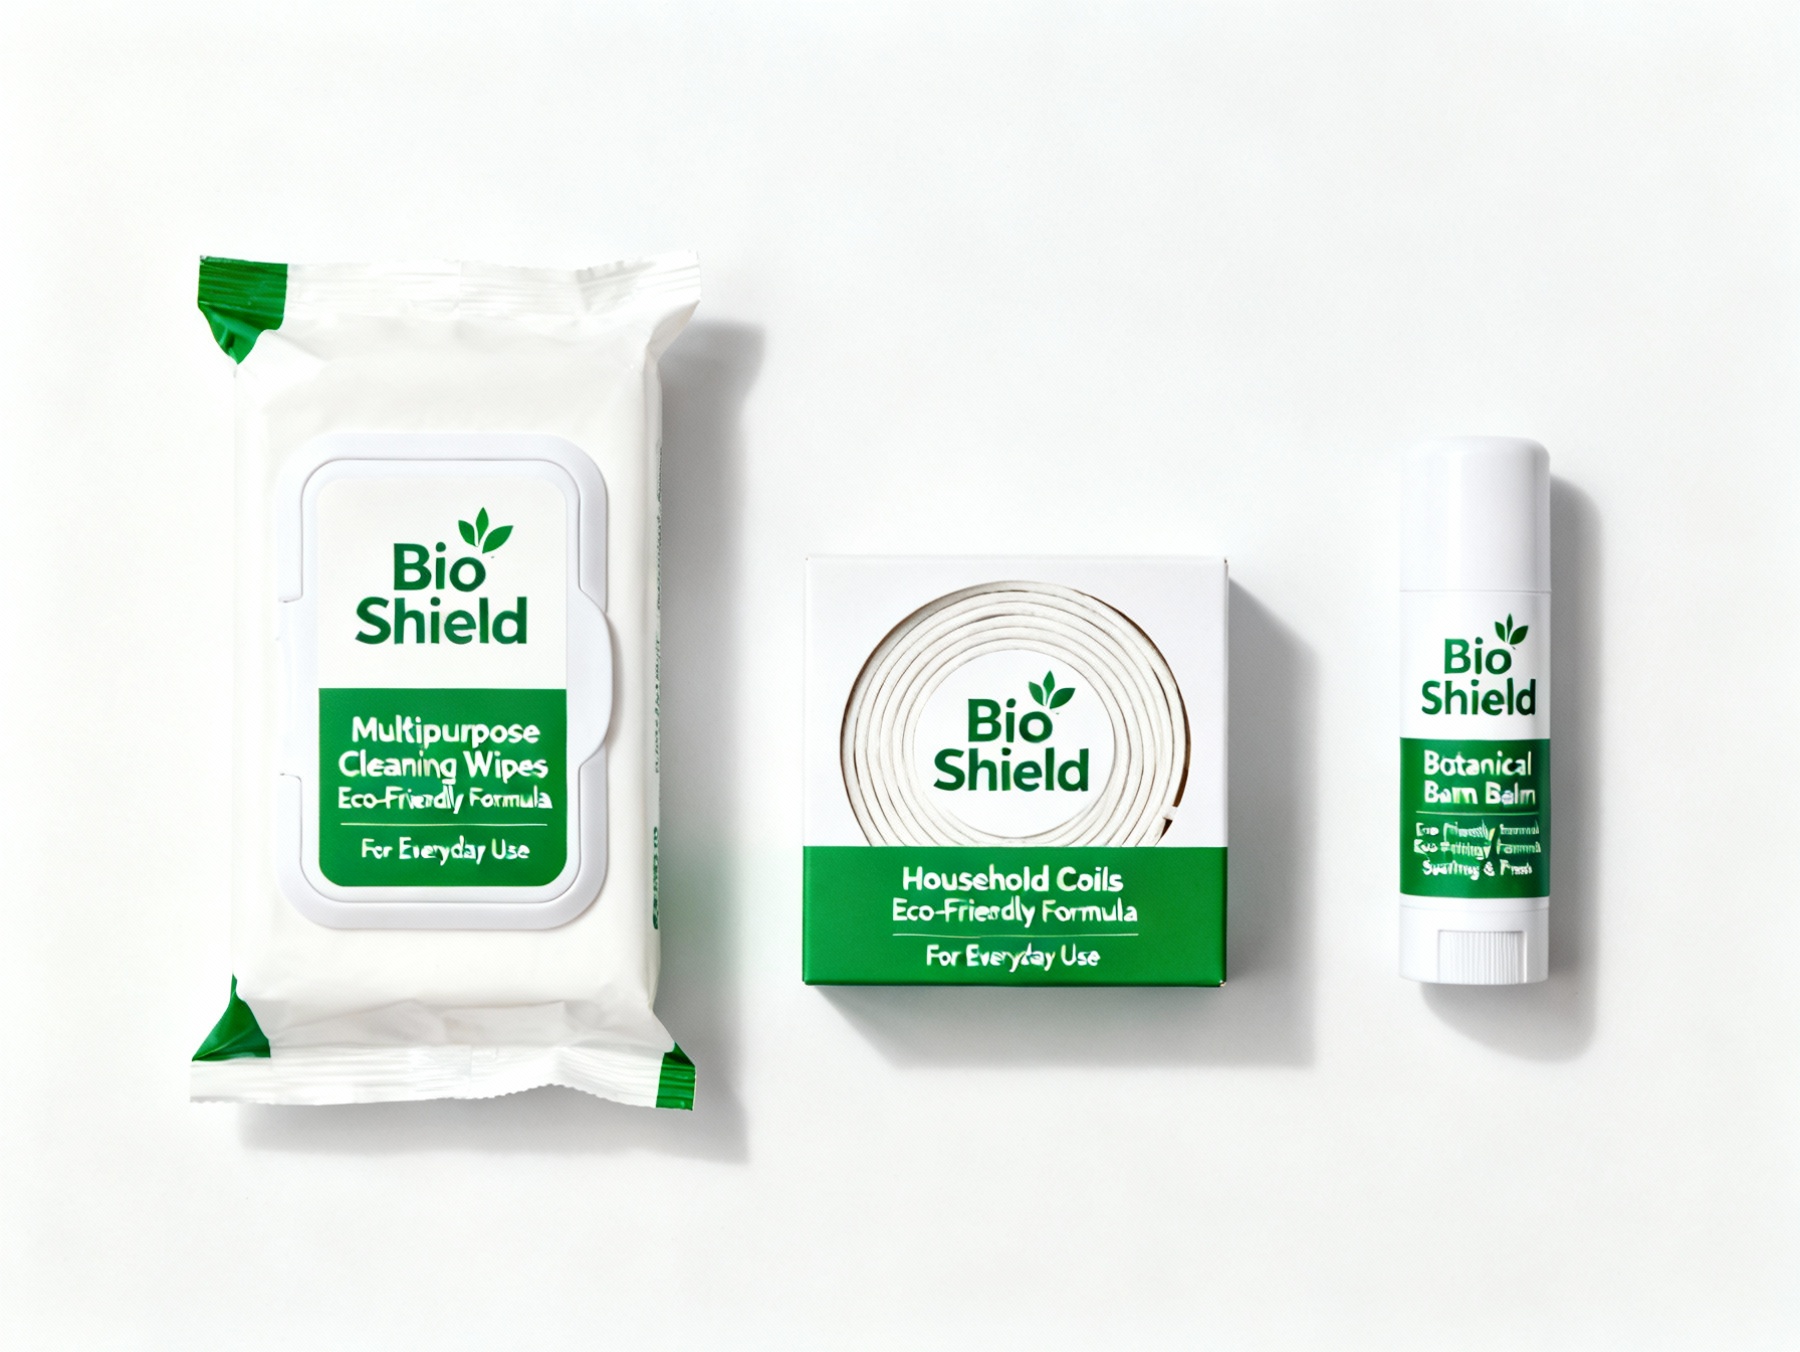 Bio
Shield
Multipurpose
Cleaning Wipes
Eco-Friendly Formula
For Everyday Use
Bio
Shield
Household Coils
Eco-Friendly Formula
For Everyday Use
Bio
Shield
Botanical
Balm